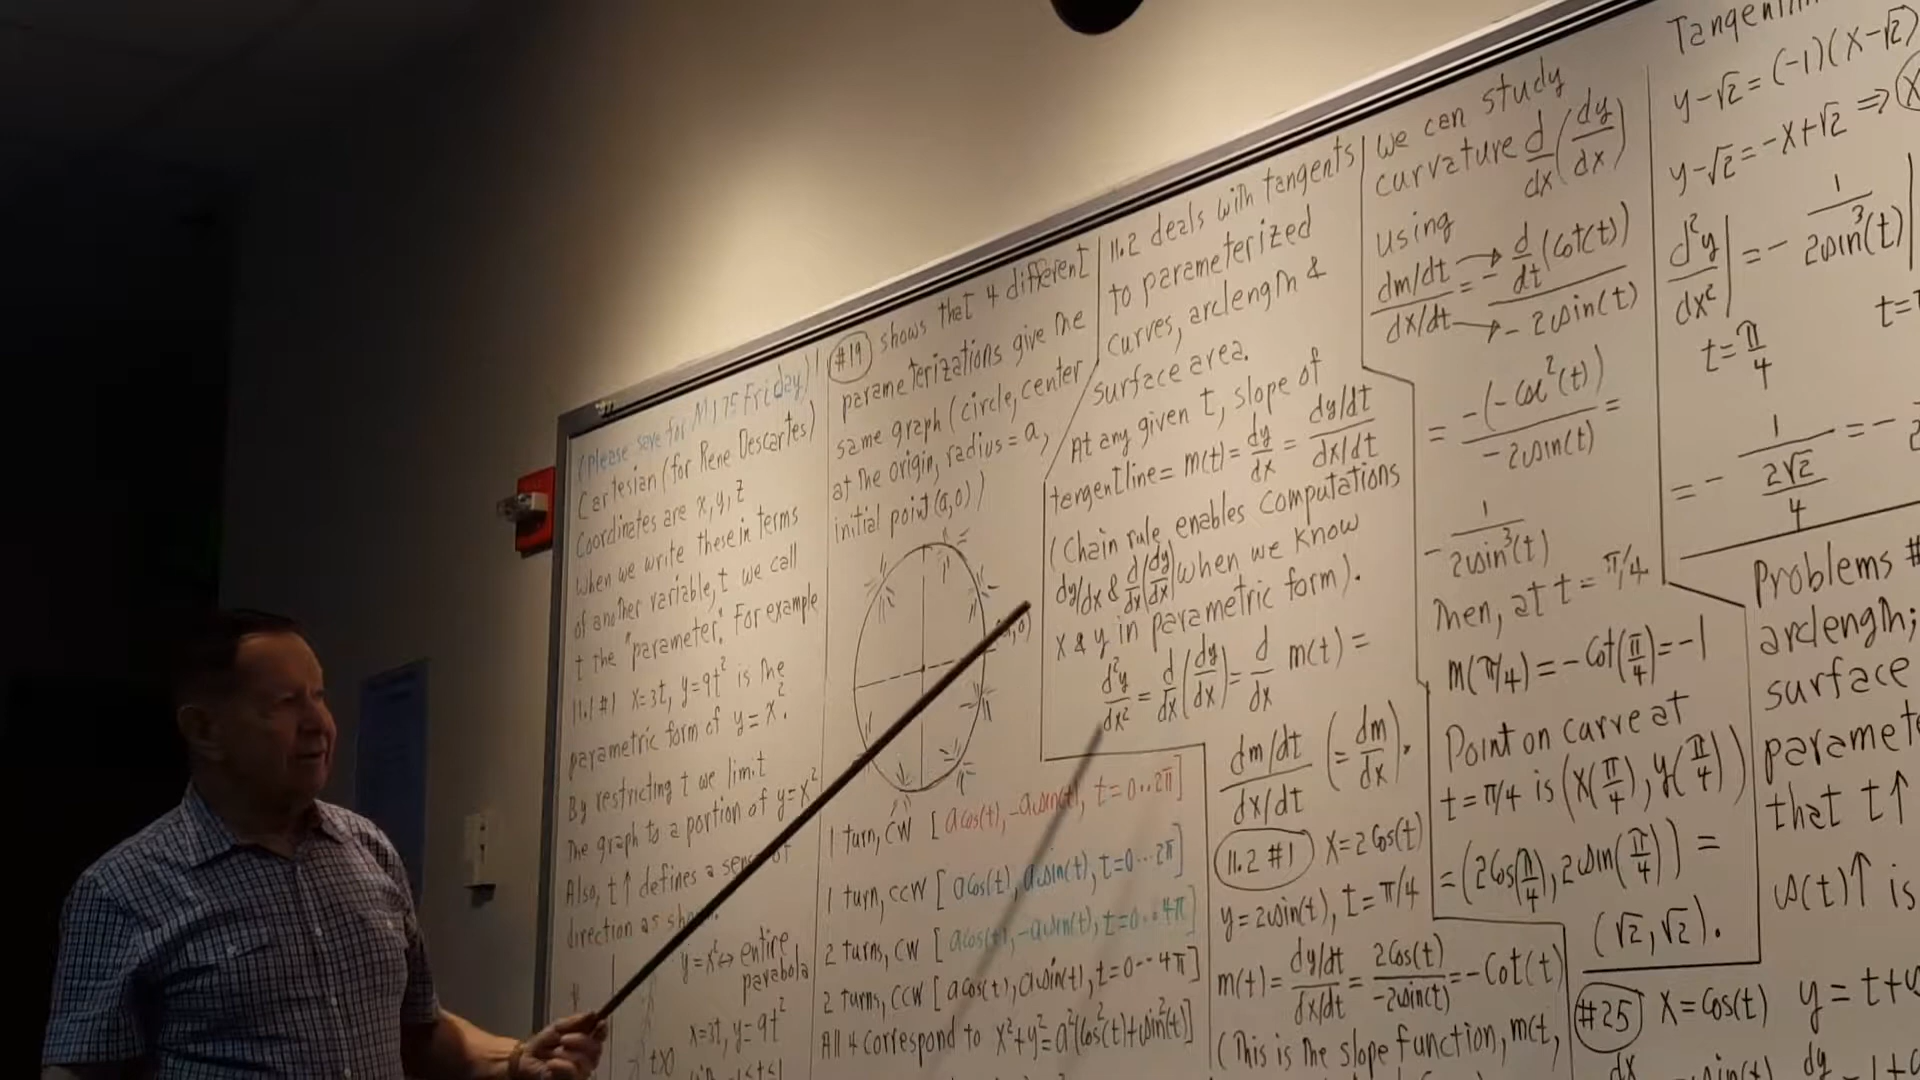 (Please save for M175 Friday)
Cartesian (for Rene Descartes)
Coordinates are x, y, z
When we write these in terms
of another variable, t we call
t the "parameter." For example
11.1 #1 x=3t, y=9t² is the
parametric form of y=x².
By restricting t we limit
the graph to a portion of y=x²
Also, t↑ defines a sense of
direction as
y=x² ↔ entire
parabola
x=3t, y=9t²
#19 shows that 4 different
parameterizations give the
same graph (circle, center
at the origin, radius = a,
initial point (a,0))
1 turn, CW [acos(t), -asin(t), t=0..2π]
1 turn, CCW [acos(t), asin(t), t=0...2π]
2 turns, CW [acos(t), -asin(t), t=0..4π]
2 turns, CCW [acos(t), asin(t), t=0..4π]
All 4 correspond to x²+y²=a²(cos²(t)+sin²(t))
11.2 deals with tangents
to parameterized
curves, arclength &
surface area.
At any given t, slope of
tangentline = m(t) = dy/dx = (dy/dt)/(dx/dt)
(Chain rule enables computations
dy/dx & d/dx(dy/dx) when we know
x & y in parametric form).
d²y/dx² = d/dx(dy/dx) = d/dx m(t) =
(dm/dt)/(dx/dt) (= dm/dx).
11.2 #1 x=2cos(t)
y=2sin(t), t=π/4
m(t) = (dy/dt)/(dx/dt) = 2cos(t)/-2sin(t) = -cot(t)
(This is the slope function, m(t,
We can study
curvature d/dx(dy/dx)
using
(dm/dt)/(dx/dt) → = - d/dt(cot(t)) / → -2sin(t)
= -(-csc²(t))/-2sin(t) =
-1/2sin³(t)
Then, at t=π/4
m(π/4) = -cot(π/4) = -1
Point on curve at
t=π/4 is (x(π/4), y(π/4))
= (2cos(π/4), 2sin(π/4)) =
(√2, √2).
#25 x=cos(t) y=t+
y-√2=(-1)(x-√2)
y-√2=-x+√2 ⇒
d²y/dx² | t=π/4 = - 1/2sin³(t) |
= - 1/(2√2/4) = -
Problems #
arclength;
surface
that t↑
s(t)↑ is